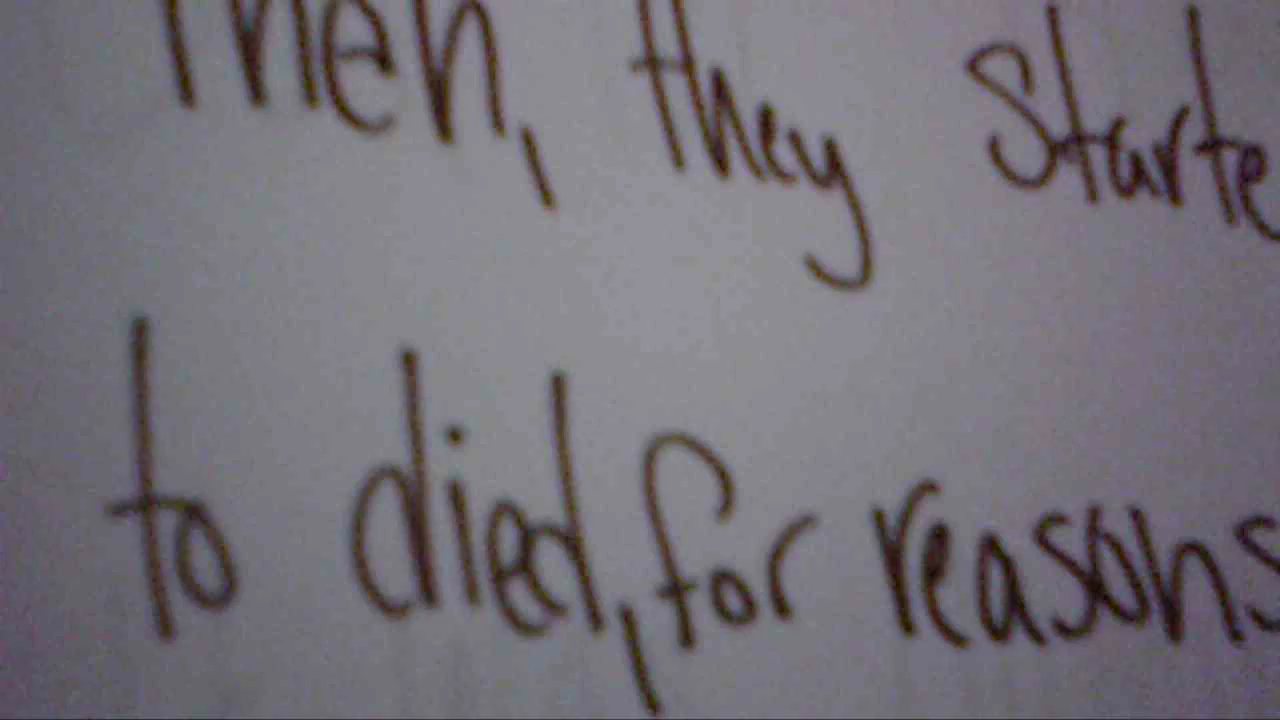 Then, they starte
to died, for reasons